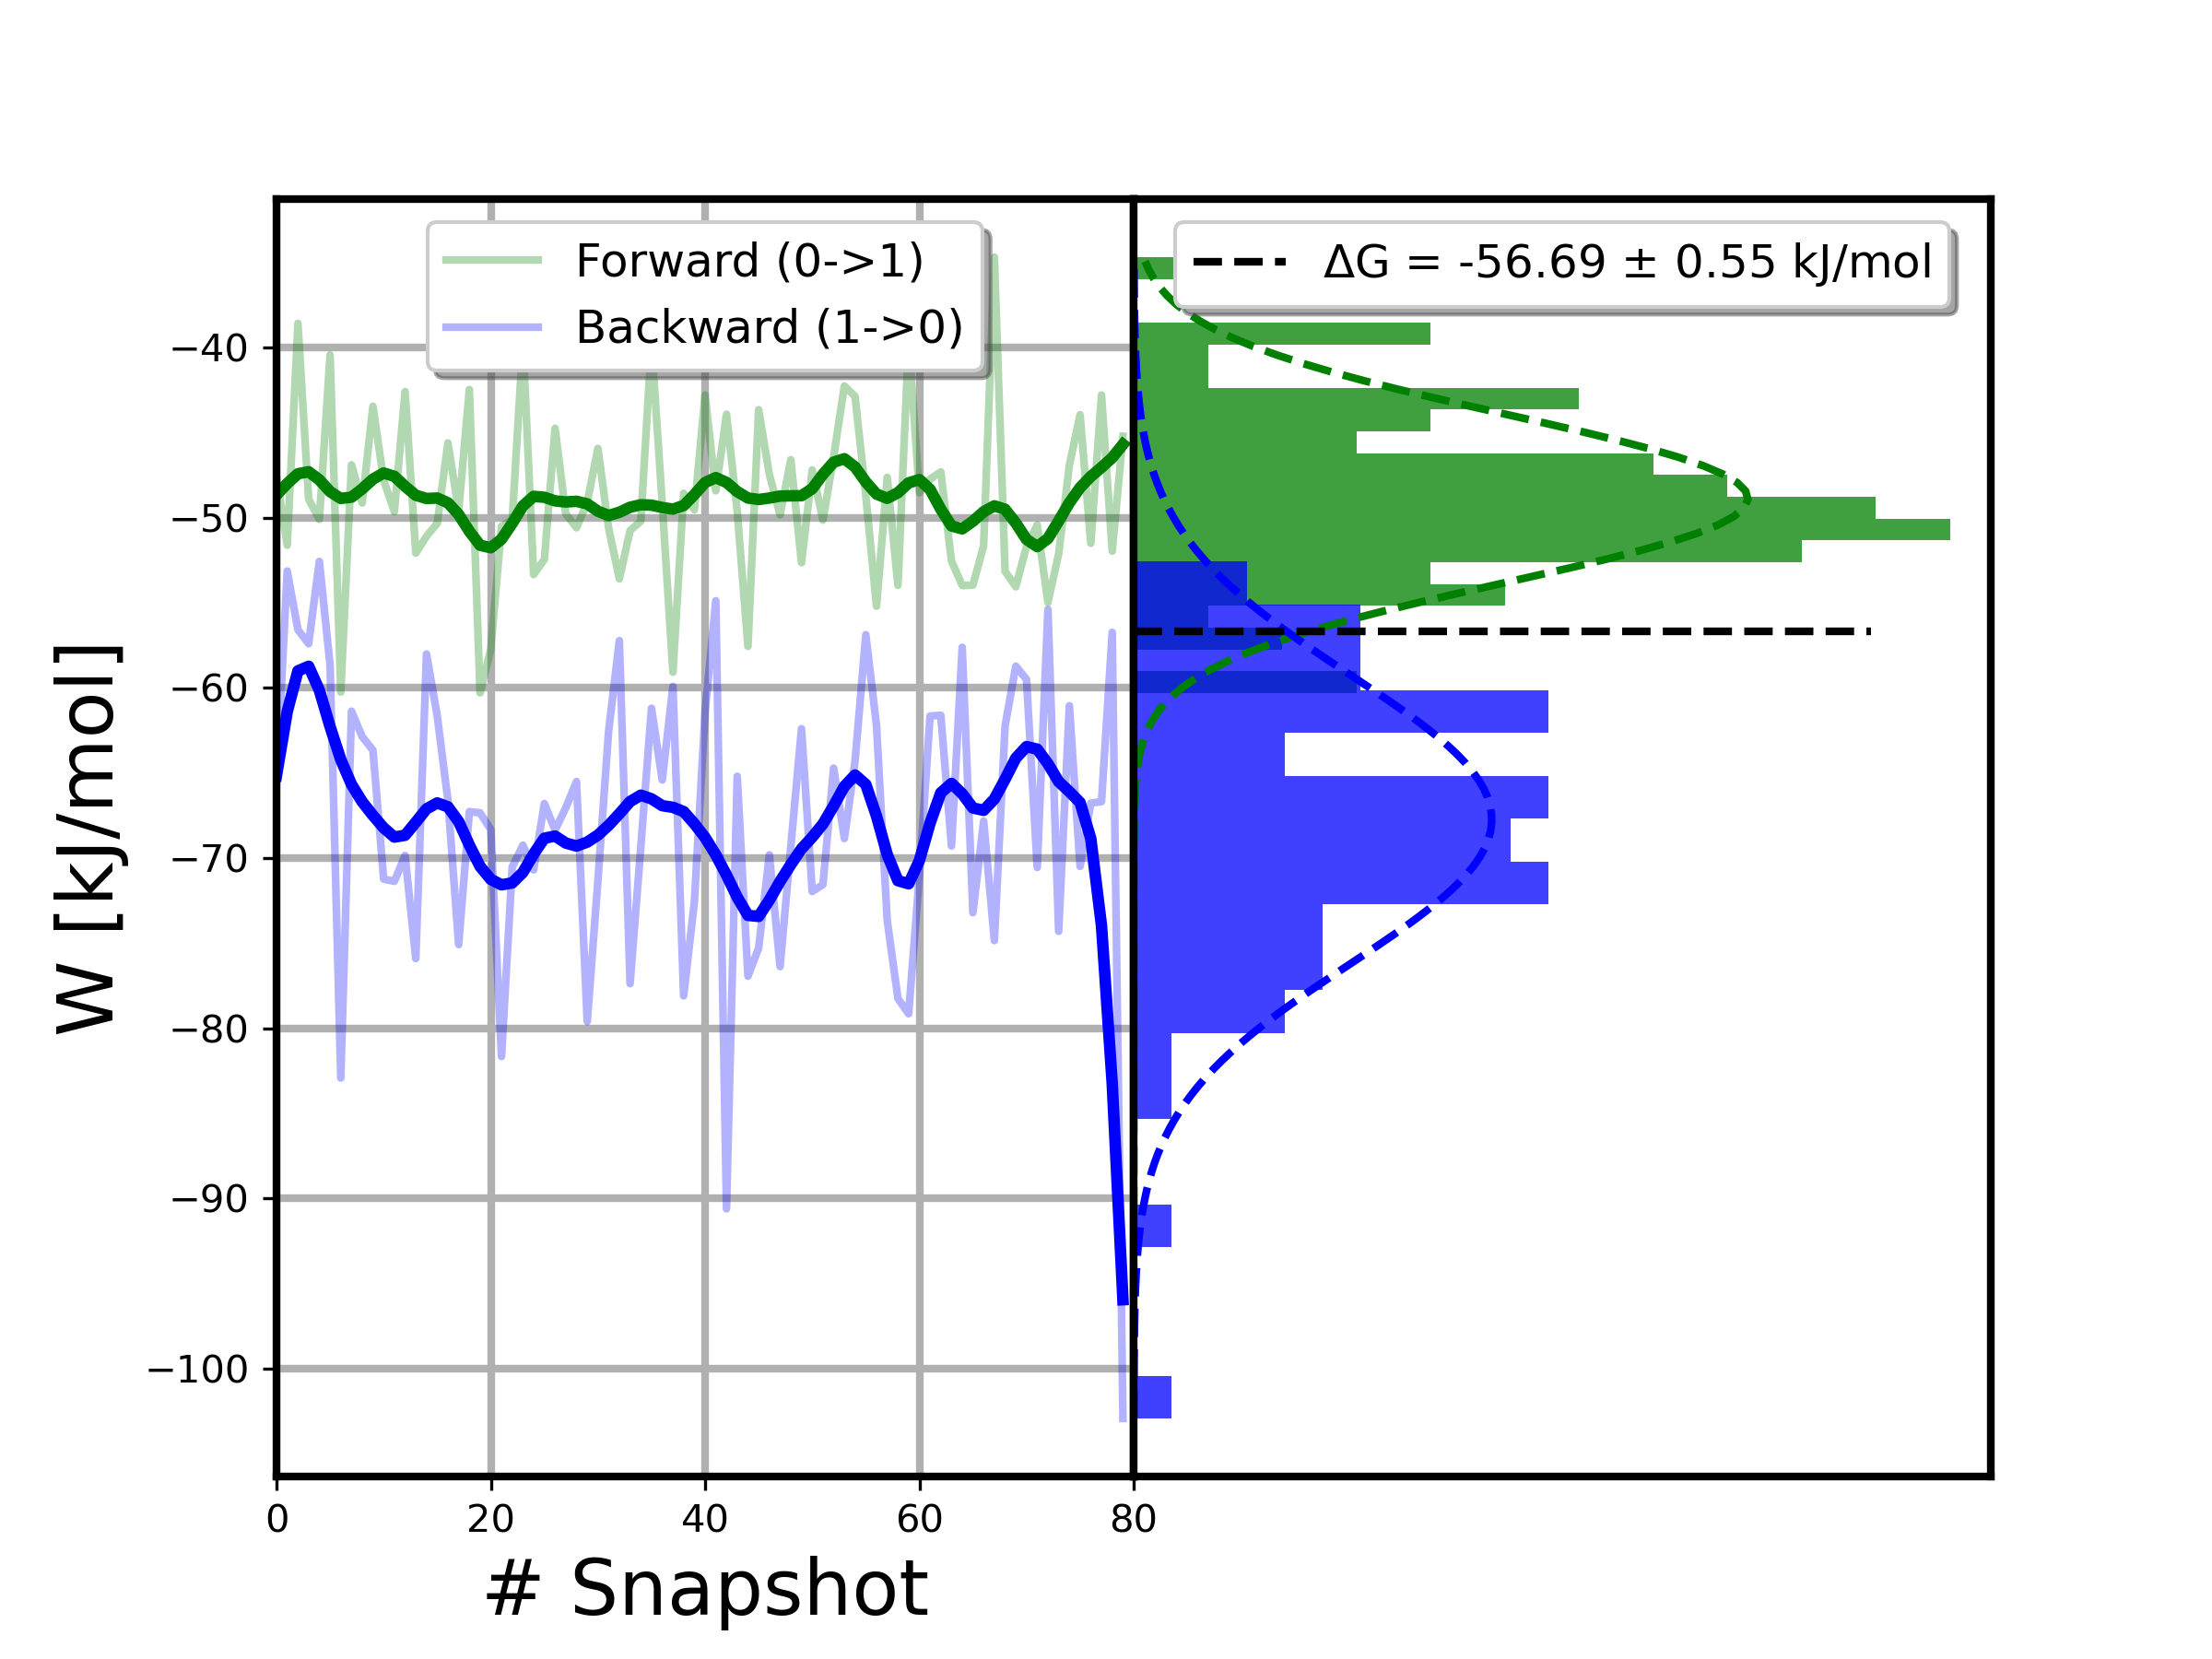 Forward (0->1)
Backward (1->0)
ΔG = -56.69 ± 0.55 kJ/mol
−40
−50
−60
−70
−80
−90
−100
W [kJ/mol]
0 20 40 60 80
# Snapshot